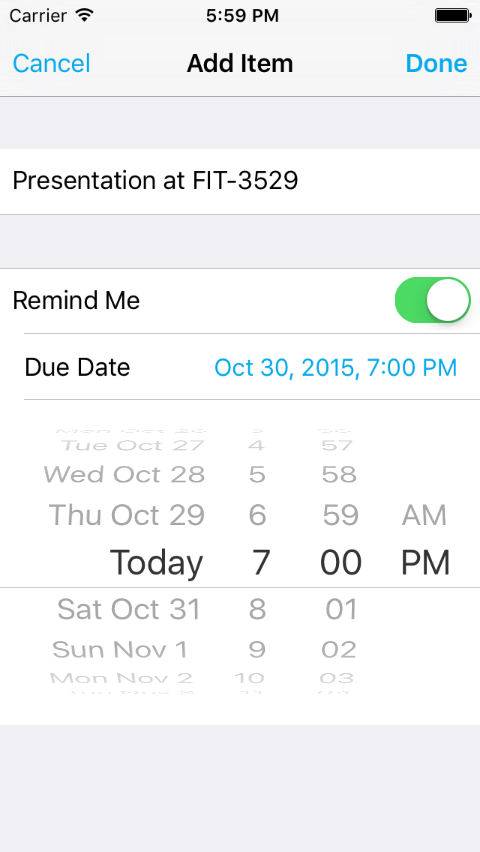 Carrier 5:59 PM
Cancel Add Item Done
Presentation at FIT-3529
Remind Me
Due Date Oct 30, 2015, 7:00 PM
Tue Oct 27 4 57
Wed Oct 28 5 58
Thu Oct 29 6 59 AM
Today 7 00 PM
Sat Oct 31 8 01
Sun Nov 1 9 02
Mon Nov 2 10 03